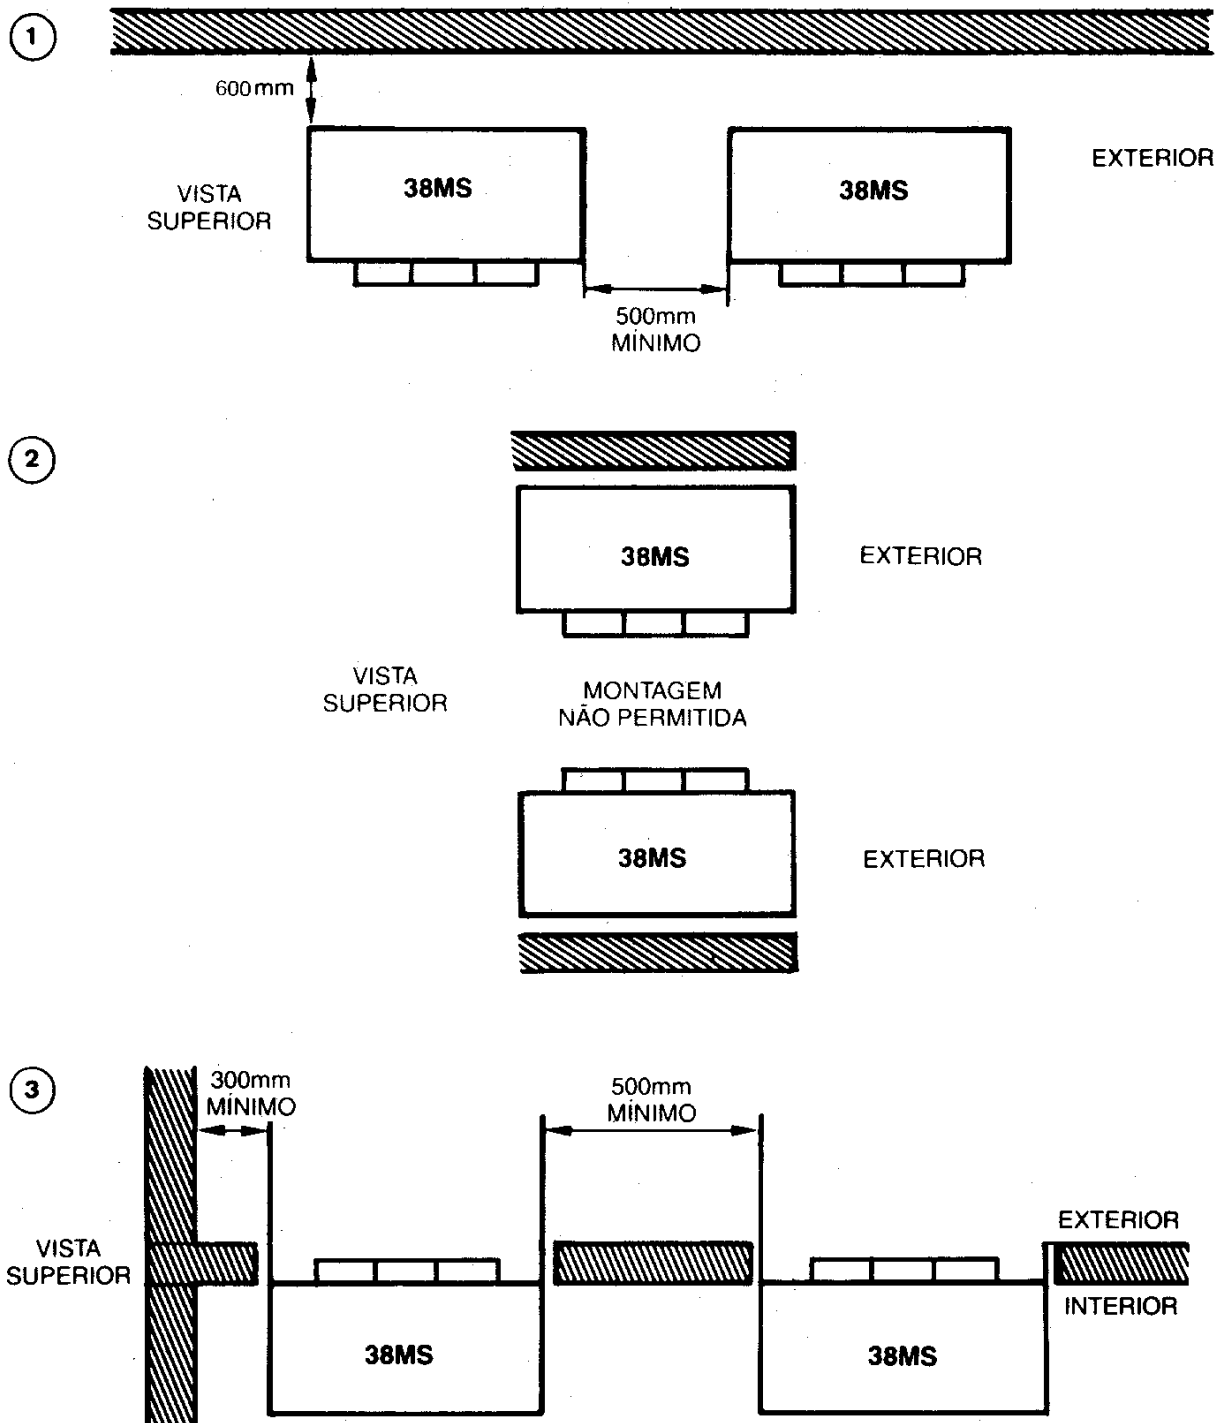 1
600mm
VISTA
SUPERIOR
38MS
38MS
EXTERIOR
500mm
MÍNIMO
2
38MS
EXTERIOR
VISTA
SUPERIOR
MONTAGEM
NÃO PERMITIDA
38MS
EXTERIOR
3
300mm
MÍNIMO
500mm
MÍNIMO
VISTA
SUPERIOR
EXTERIOR
INTERIOR
38MS
38MS